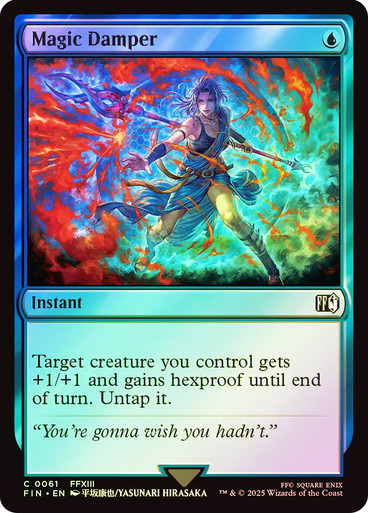 Magic Damper
Instant
FF
Target creature you control gets
+1/+1 and gains hexproof until end
of turn. Untap it.
“You’re gonna wish you hadn’t.”
C 0061 FFXIII
FIN • EN 平坂康也/YASUNARI HIRASAKA
FF© SQUARE ENIX
™ & © 2025 Wizards of the Coast